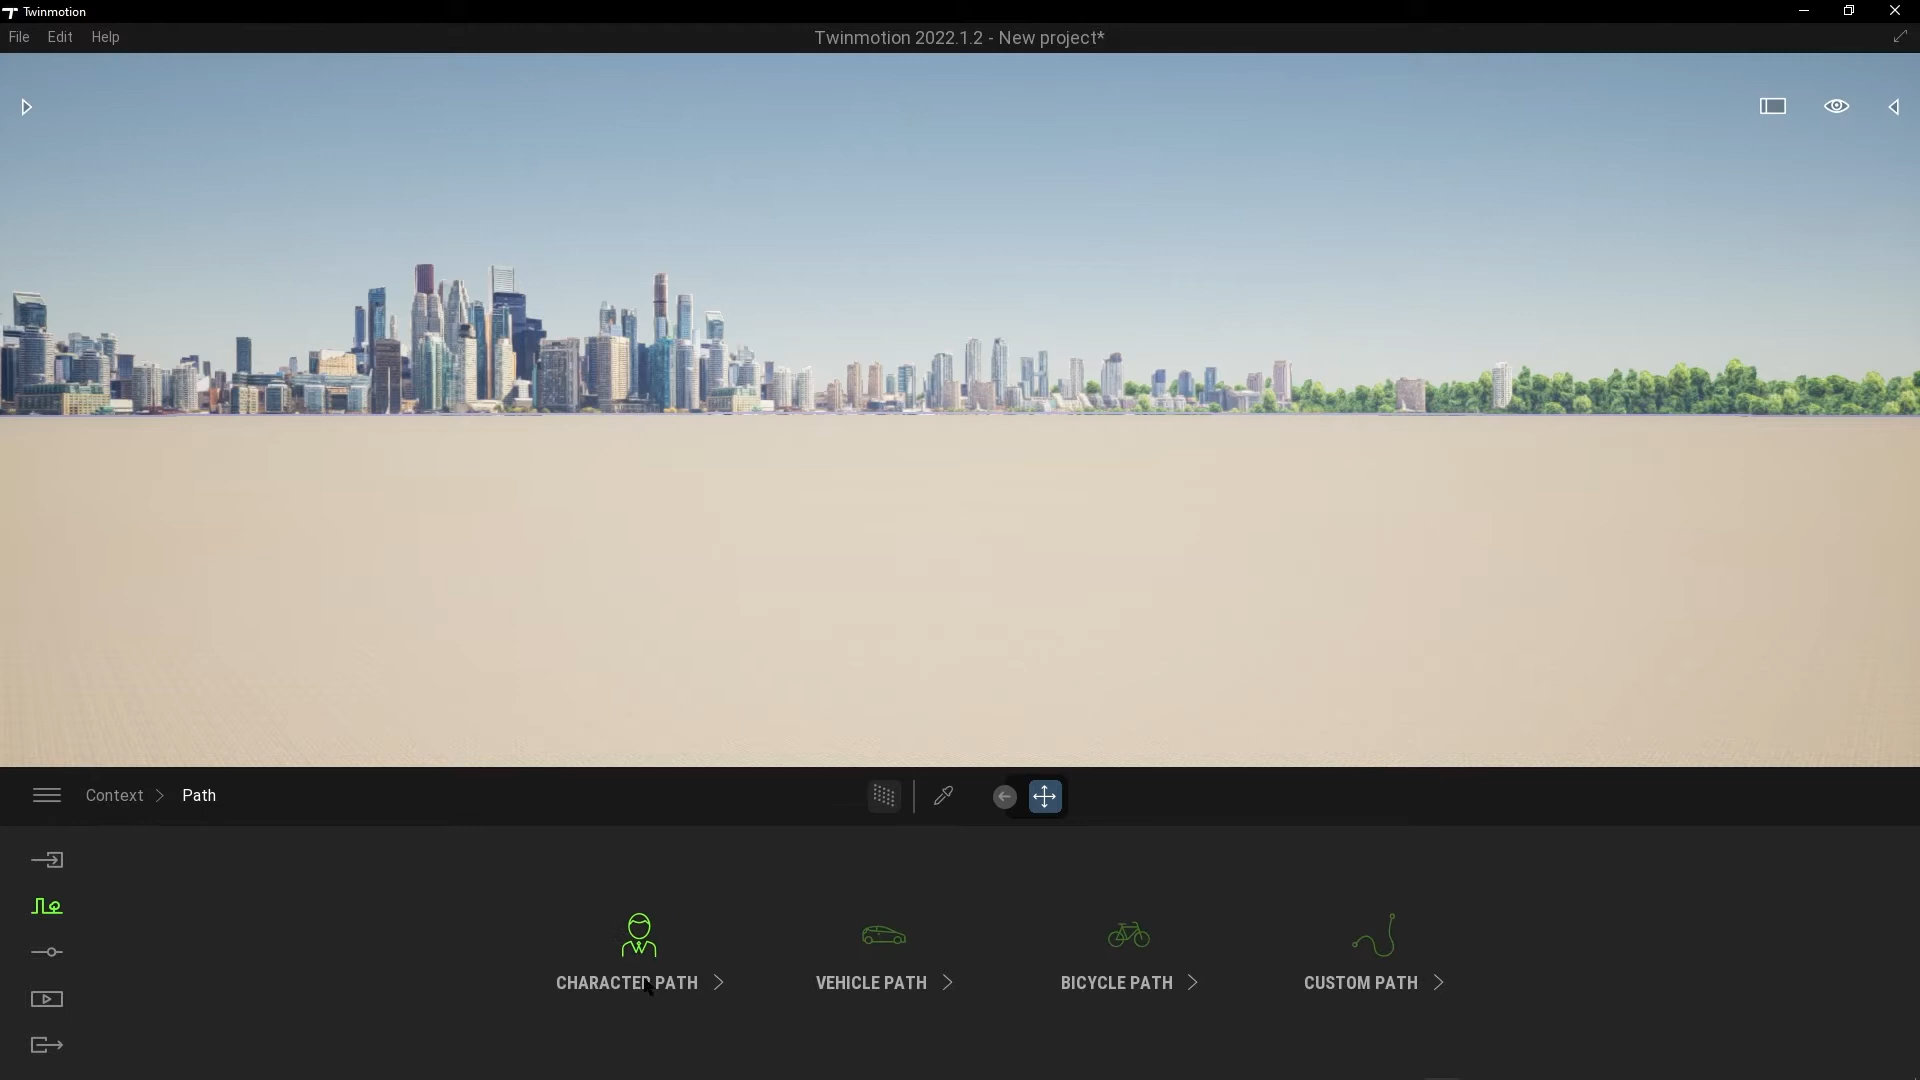 Twinmotion
File Edit Help
Twinmotion 2022.1.2 - New project*
Context Path
CHARACTER PATH
VEHICLE PATH
BICYCLE PATH
CUSTOM PATH